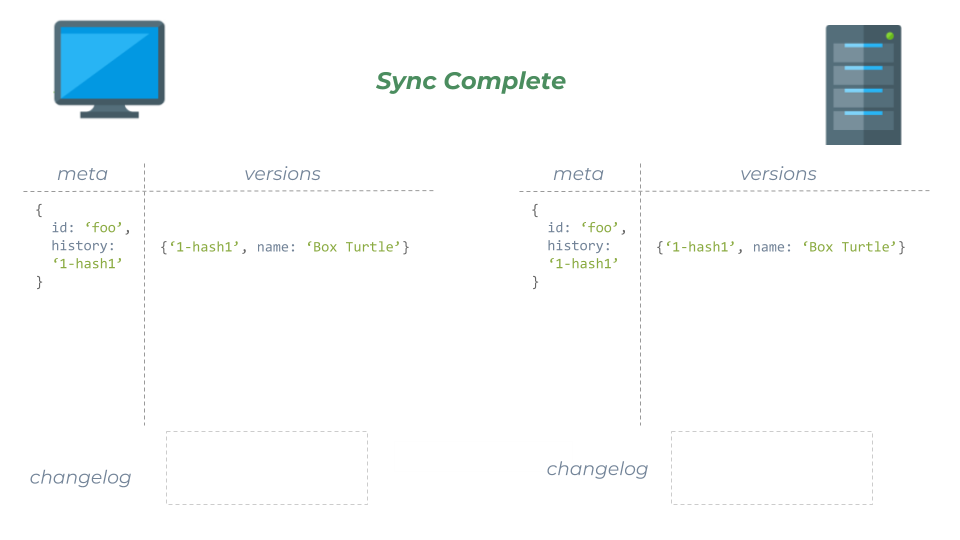 Sync Complete
meta versions
{
id: ‘foo’,
history:
‘1-hash1’
}
{‘1-hash1’, name: ‘Box Turtle’}
meta versions
{
id: ‘foo’,
history:
‘1-hash1’
}
{‘1-hash1’, name: ‘Box Turtle’}
changelog
changelog